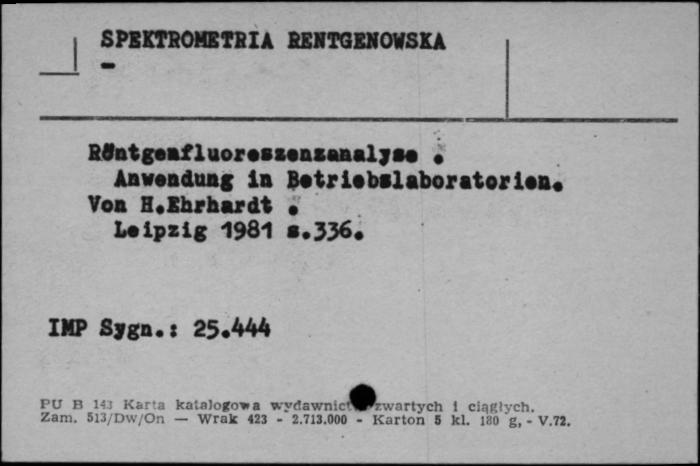 SPEKTROMETRIA RENTGENOWSKA
-
Röntgenfluoreszenzanalyse .
Anwendung in Betriebslaboratorien.
Von H.Ehrhardt .
Leipzig 1981 s.336.
IMP Sygn.: 25.444
PU B 143 Karta katalogowa wydawnictw zwartych i ciągłych.
Zam. 513/Dw/On — Wrak 423 - 2.713.000 - Karton 5 kl. 180 g, - V.72.